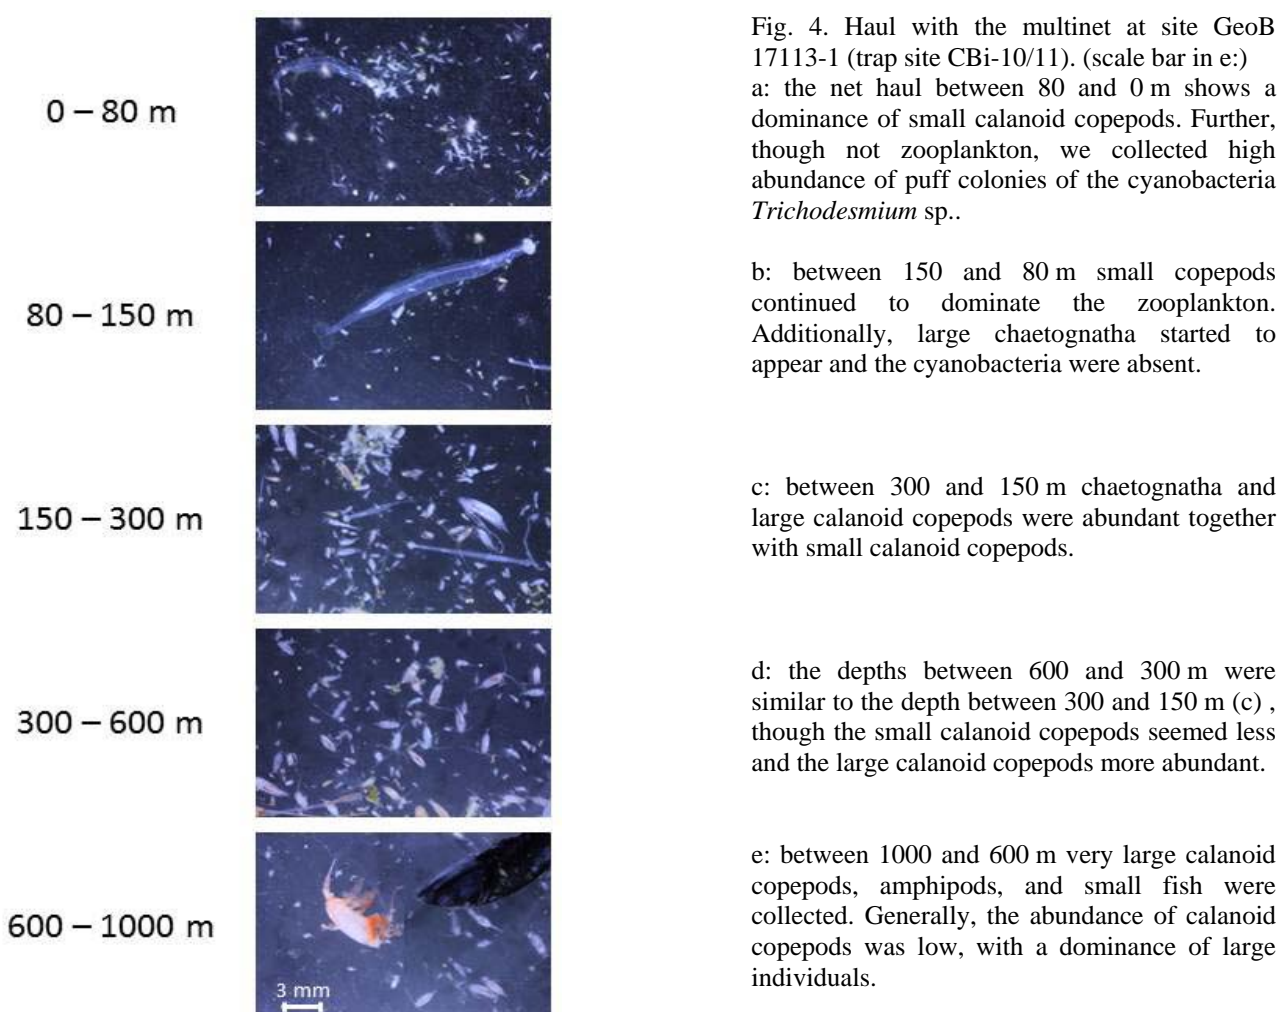 0 – 80 m
80 – 150 m
150 – 300 m
300 – 600 m
600 – 1000 m
3 mm
Fig. 4. Haul with the multinet at site GeoB
17113-1 (trap site CBi-10/11). (scale bar in e:)
a: the net haul between 80 and 0 m shows a
dominance of small calanoid copepods. Further,
though not zooplankton, we collected high
abundance of puff colonies of the cyanobacteria
Trichodesmium sp..
b: between 150 and 80 m small copepods
continued to dominate the zooplankton.
Additionally, large chaetognatha started to
appear and the cyanobacteria were absent.
c: between 300 and 150 m chaetognatha and
large calanoid copepods were abundant together
with small calanoid copepods.
d: the depths between 600 and 300 m were
similar to the depth between 300 and 150 m (c) ,
though the small calanoid copepods seemed less
and the large calanoid copepods more abundant.
e: between 1000 and 600 m very large calanoid
copepods, amphipods, and small fish were
collected. Generally, the abundance of calanoid
copepods was low, with a dominance of large
individuals.